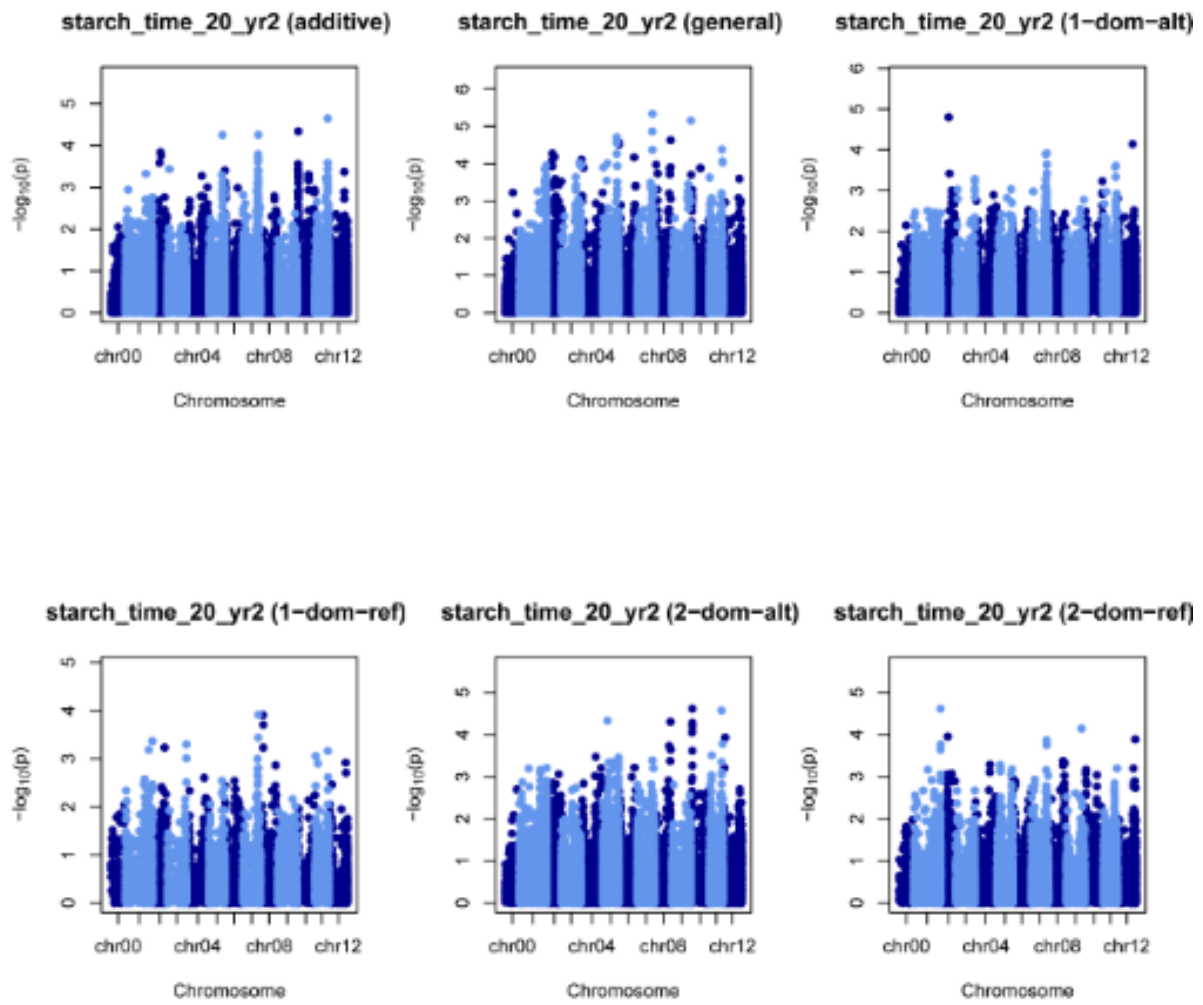 starch_time_20_yr2 (additive)
−log10(p)
5
4
3
2
1
0
chr00 chr04 chr08 chr12
Chromosome
starch_time_20_yr2 (general)
−log10(p)
6
5
4
3
2
1
0
chr00 chr04 chr08 chr12
Chromosome
starch_time_20_yr2 (1−dom−alt)
−log10(p)
6
5
4
3
2
1
0
chr00 chr04 chr08 chr12
Chromosome
starch_time_20_yr2 (1−dom−ref)
−log10(p)
5
4
3
2
1
0
chr00 chr04 chr08 chr12
Chromosome
starch_time_20_yr2 (2−dom−alt)
−log10(p)
5
4
3
2
1
0
chr00 chr04 chr08 chr12
Chromosome
starch_time_20_yr2 (2−dom−ref)
−log10(p)
5
4
3
2
1
0
chr00 chr04 chr08 chr12
Chromosome